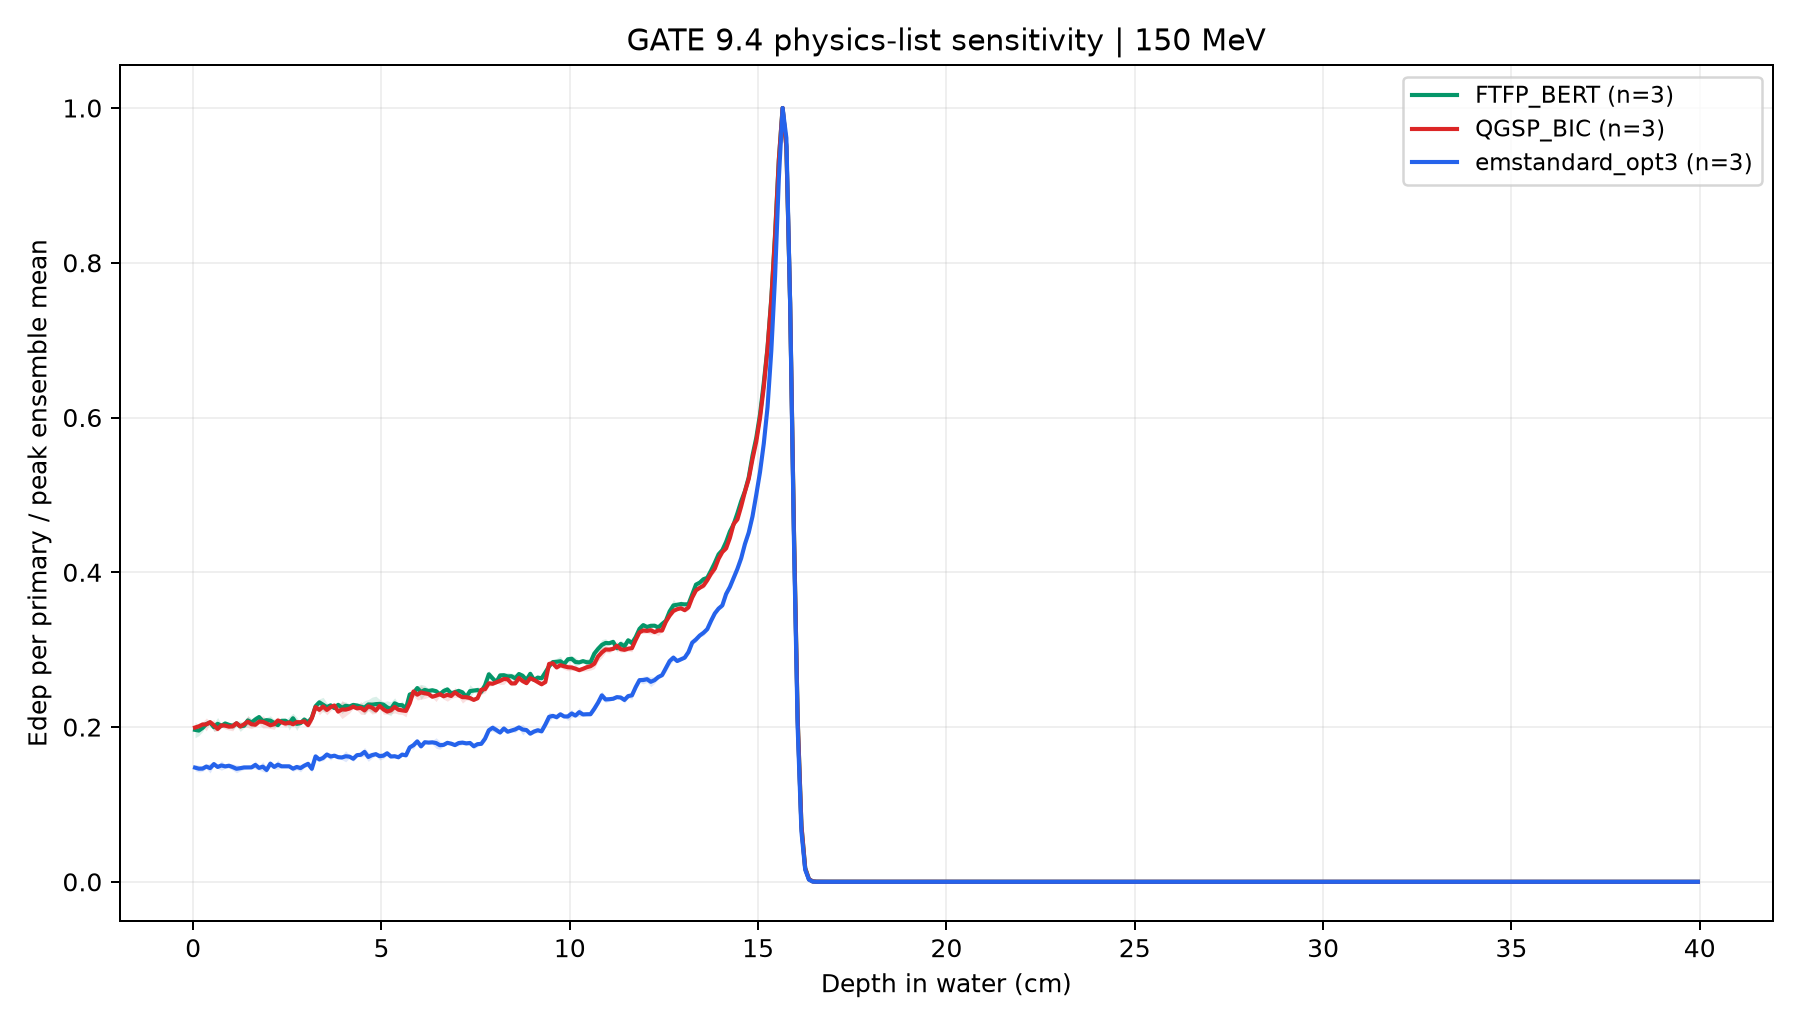 GATE 9.4 physics-list sensitivity | 150 MeV
FTFP_BERT (n=3)
QGSP_BIC (n=3)
emstandard_opt3 (n=3)
Edep per primary / peak ensemble mean
1.0
0.8
0.6
0.4
0.2
0.0
0 5 10 15 20 25 30 35 40
Depth in water (cm)